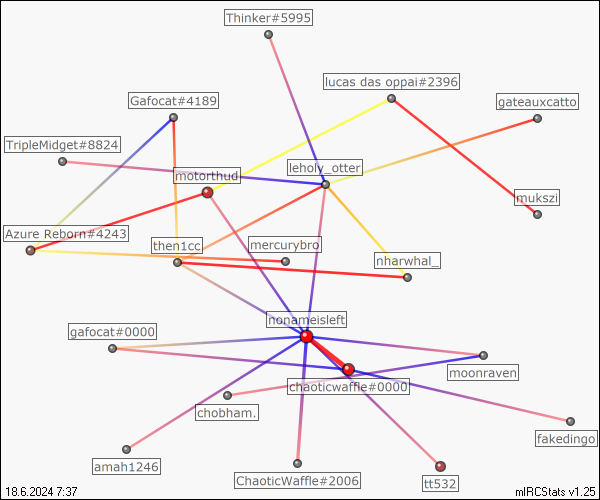 Thinker#5995
lucas das oppai#2396
Gafocat#4189
gateauxcatto
TripleMidget#8824
leholy_otter
motorthud
mukszi
Azure Reborn#4243
then1cc
mercurybro
nharwhal_
nonameisleft
gafocat#0000
moonraven
chaoticwaffle#0000
chobham.
fakedingo
amah1246
ChaoticWaffle#2006
tt532
18.6.2024 7:37
mIRCStats v1.25